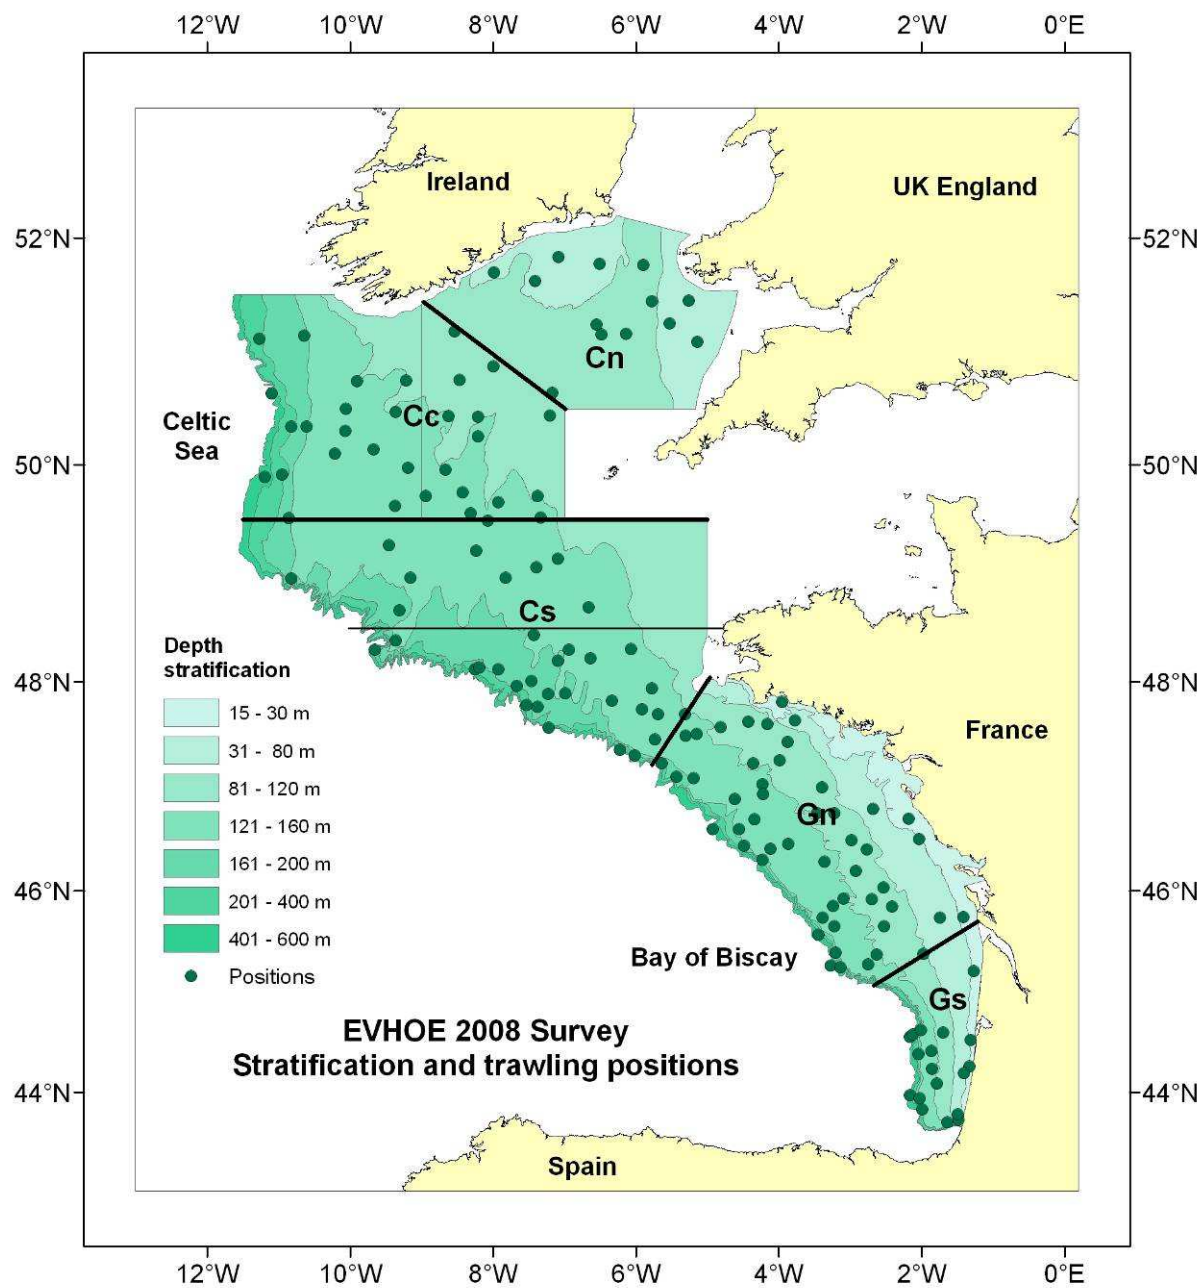 12°W 10°W 8°W 6°W 4°W 2°W 0°E
Ireland
UK England
52°N 52°N
Cn
Celtic
Sea
Cc
50°N 50°N
Cs
Depth
stratification
48°N 48°N
15 - 30 m
31 - 80 m
81 - 120 m
121 - 160 m
161 - 200 m
201 - 400 m
401 - 600 m
Positions
France
Gn
46°N 46°N
Bay of Biscay
Gs
EVHOE 2008 Survey
Stratification and trawling positions
44°N 44°N
Spain
12°W 10°W 8°W 6°W 4°W 2°W 0°E